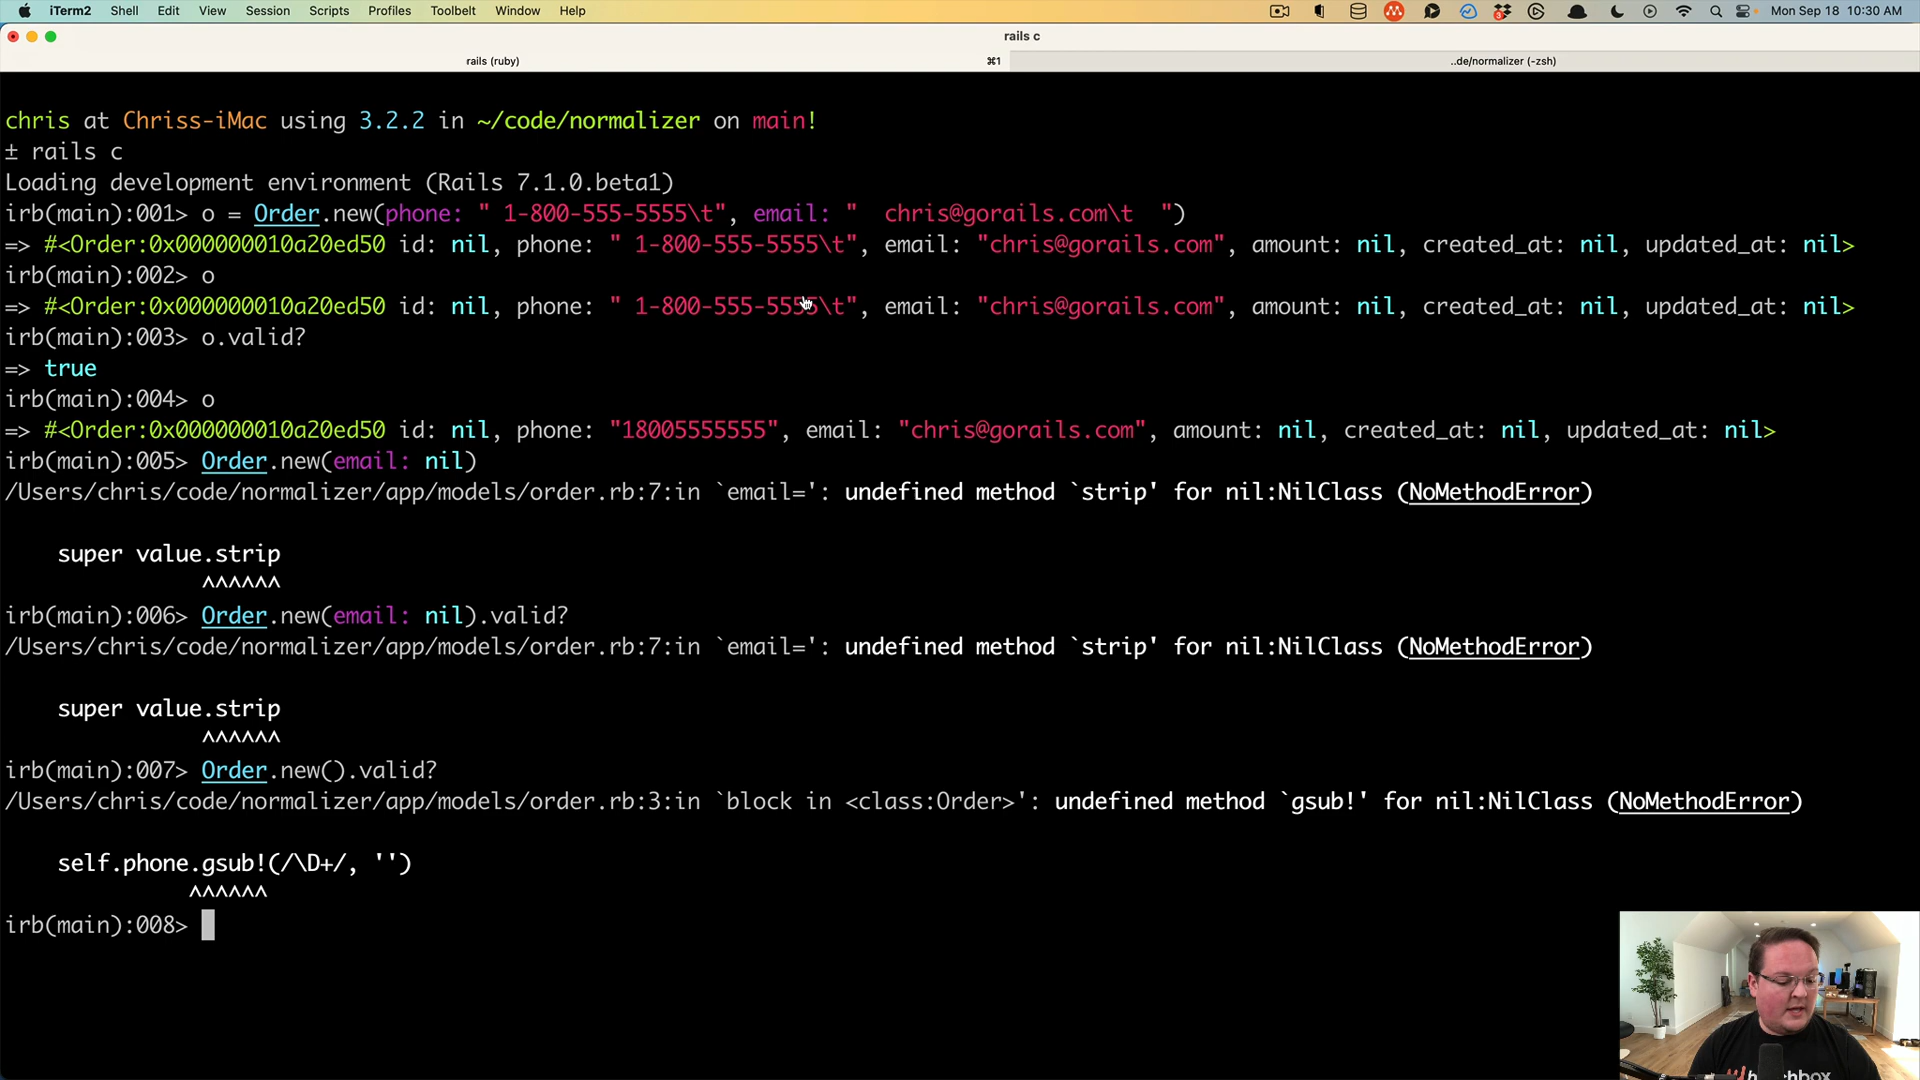 iTerm2 Shell Edit View Session Scripts Profiles Toolbelt Window Help Mon Sep 18 10:30 AM
rails c
rails (ruby) ⌘1 ..de/normalizer (-zsh)
chris at Chriss-iMac using 3.2.2 in ~/code/normalizer on main!
± rails c
Loading development environment (Rails 7.1.0.beta1)
irb(main):001> o = Order.new(phone: " 1-800-555-5555\t", email: "  chris@gorails.com\t  ")
=> #<Order:0x000000010a20ed50 id: nil, phone: " 1-800-555-5555\t", email: "chris@gorails.com", amount: nil, created_at: nil, updated_at: nil>
irb(main):002> o
=> #<Order:0x000000010a20ed50 id: nil, phone: " 1-800-555-5555\t", email: "chris@gorails.com", amount: nil, created_at: nil, updated_at: nil>
irb(main):003> o.valid?
=> true
irb(main):004> o
=> #<Order:0x000000010a20ed50 id: nil, phone: "18005555555", email: "chris@gorails.com", amount: nil, created_at: nil, updated_at: nil>
irb(main):005> Order.new(email: nil)
/Users/chris/code/normalizer/app/models/order.rb:7:in `email=': undefined method `strip' for nil:NilClass (NoMethodError)
    super value.strip
               ^^^^^^
irb(main):006> Order.new(email: nil).valid?
/Users/chris/code/normalizer/app/models/order.rb:7:in `email=': undefined method `strip' for nil:NilClass (NoMethodError)
    super value.strip
               ^^^^^^
irb(main):007> Order.new().valid?
/Users/chris/code/normalizer/app/models/order.rb:3:in `block in <class:Order>': undefined method `gsub!' for nil:NilClass (NoMethodError)
    self.phone.gsub!(/\D+/, '')
              ^^^^^^
irb(main):008>